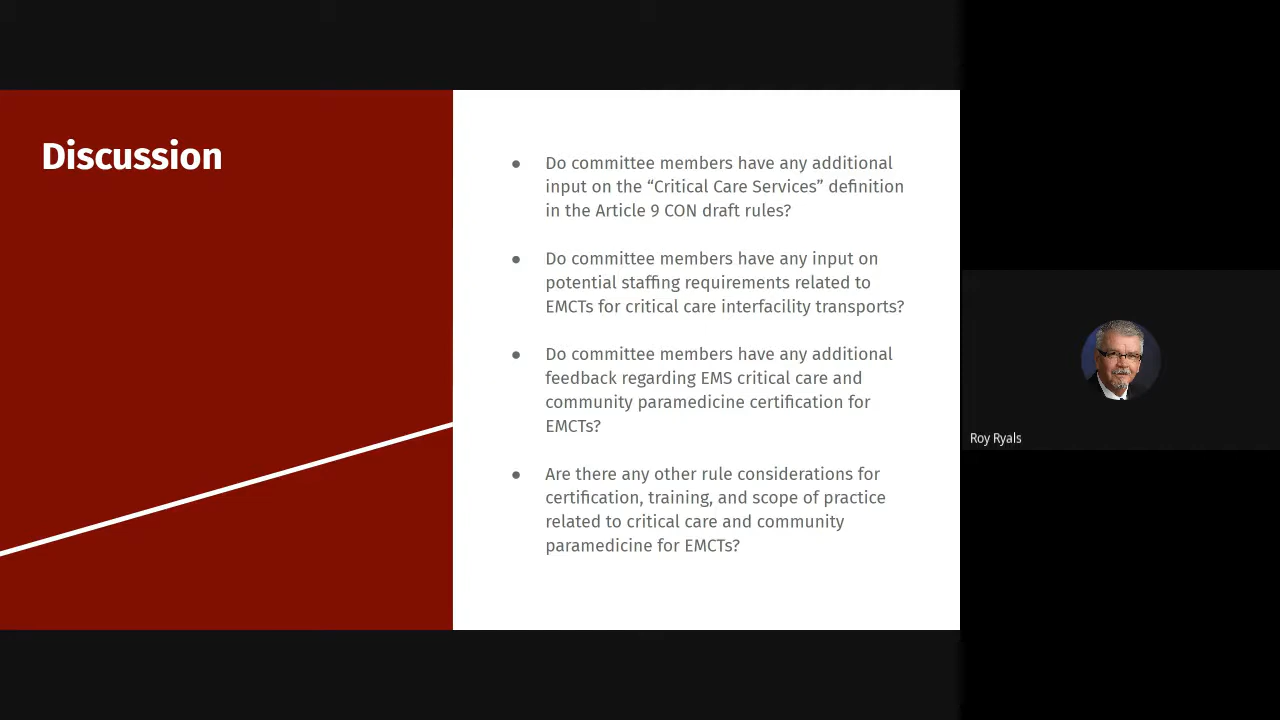 Discussion
● Do committee members have any additional
input on the “Critical Care Services” definition
in the Article 9 CON draft rules?
● Do committee members have any input on
potential staffing requirements related to
EMCTs for critical care interfacility transports?
● Do committee members have any additional
feedback regarding EMS critical care and
community paramedicine certification for
EMCTs?
● Are there any other rule considerations for
certification, training, and scope of practice
related to critical care and community
paramedicine for EMCTs?
Roy Ryals